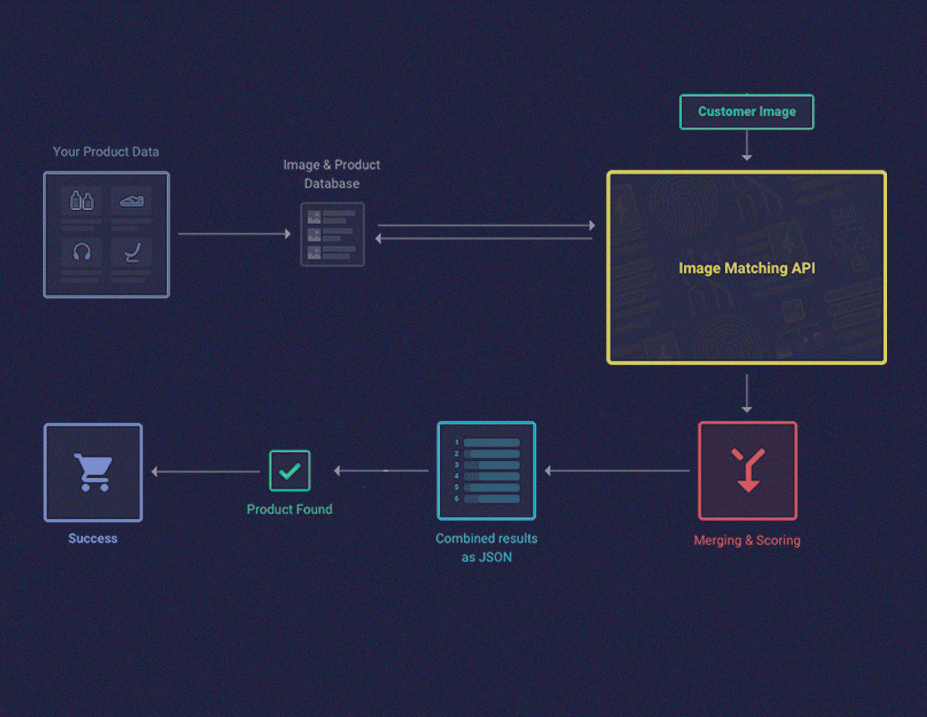 Customer Image
Your Product Data
Image & Product
Database
Image Matching API
1
2
3
4
5
6
Product Found
Success
Combined results
as JSON
Merging & Scoring